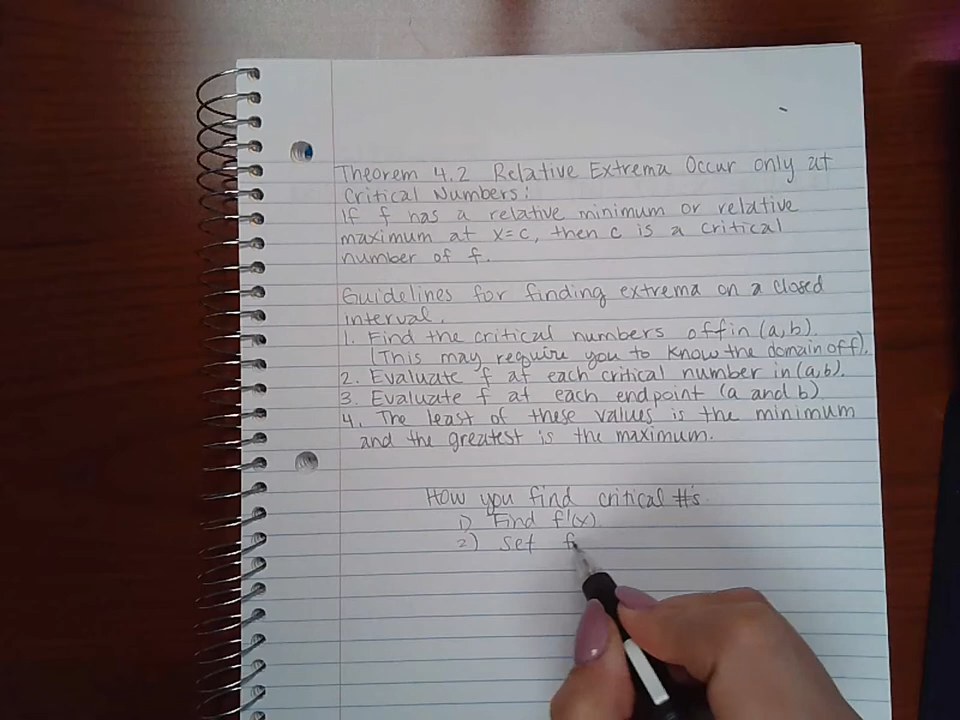 Theorem 4.2 Relative Extrema Occur only at
Critical Numbers:
If f has a relative minimum or relative
maximum at x=c, then c is a critical
number of f.
Guidelines for finding extrema on a closed
interval.
1. Find the critical numbers of f in (a,b).
(This may require you to know the domain of f).
2. Evaluate f at each critical number in (a,b).
3. Evaluate f at each endpoint (a and b)
4. The least of these values is the minimum
and the greatest is the maximum.
How you find critical #'s
1) Find f'(x)
2) set f